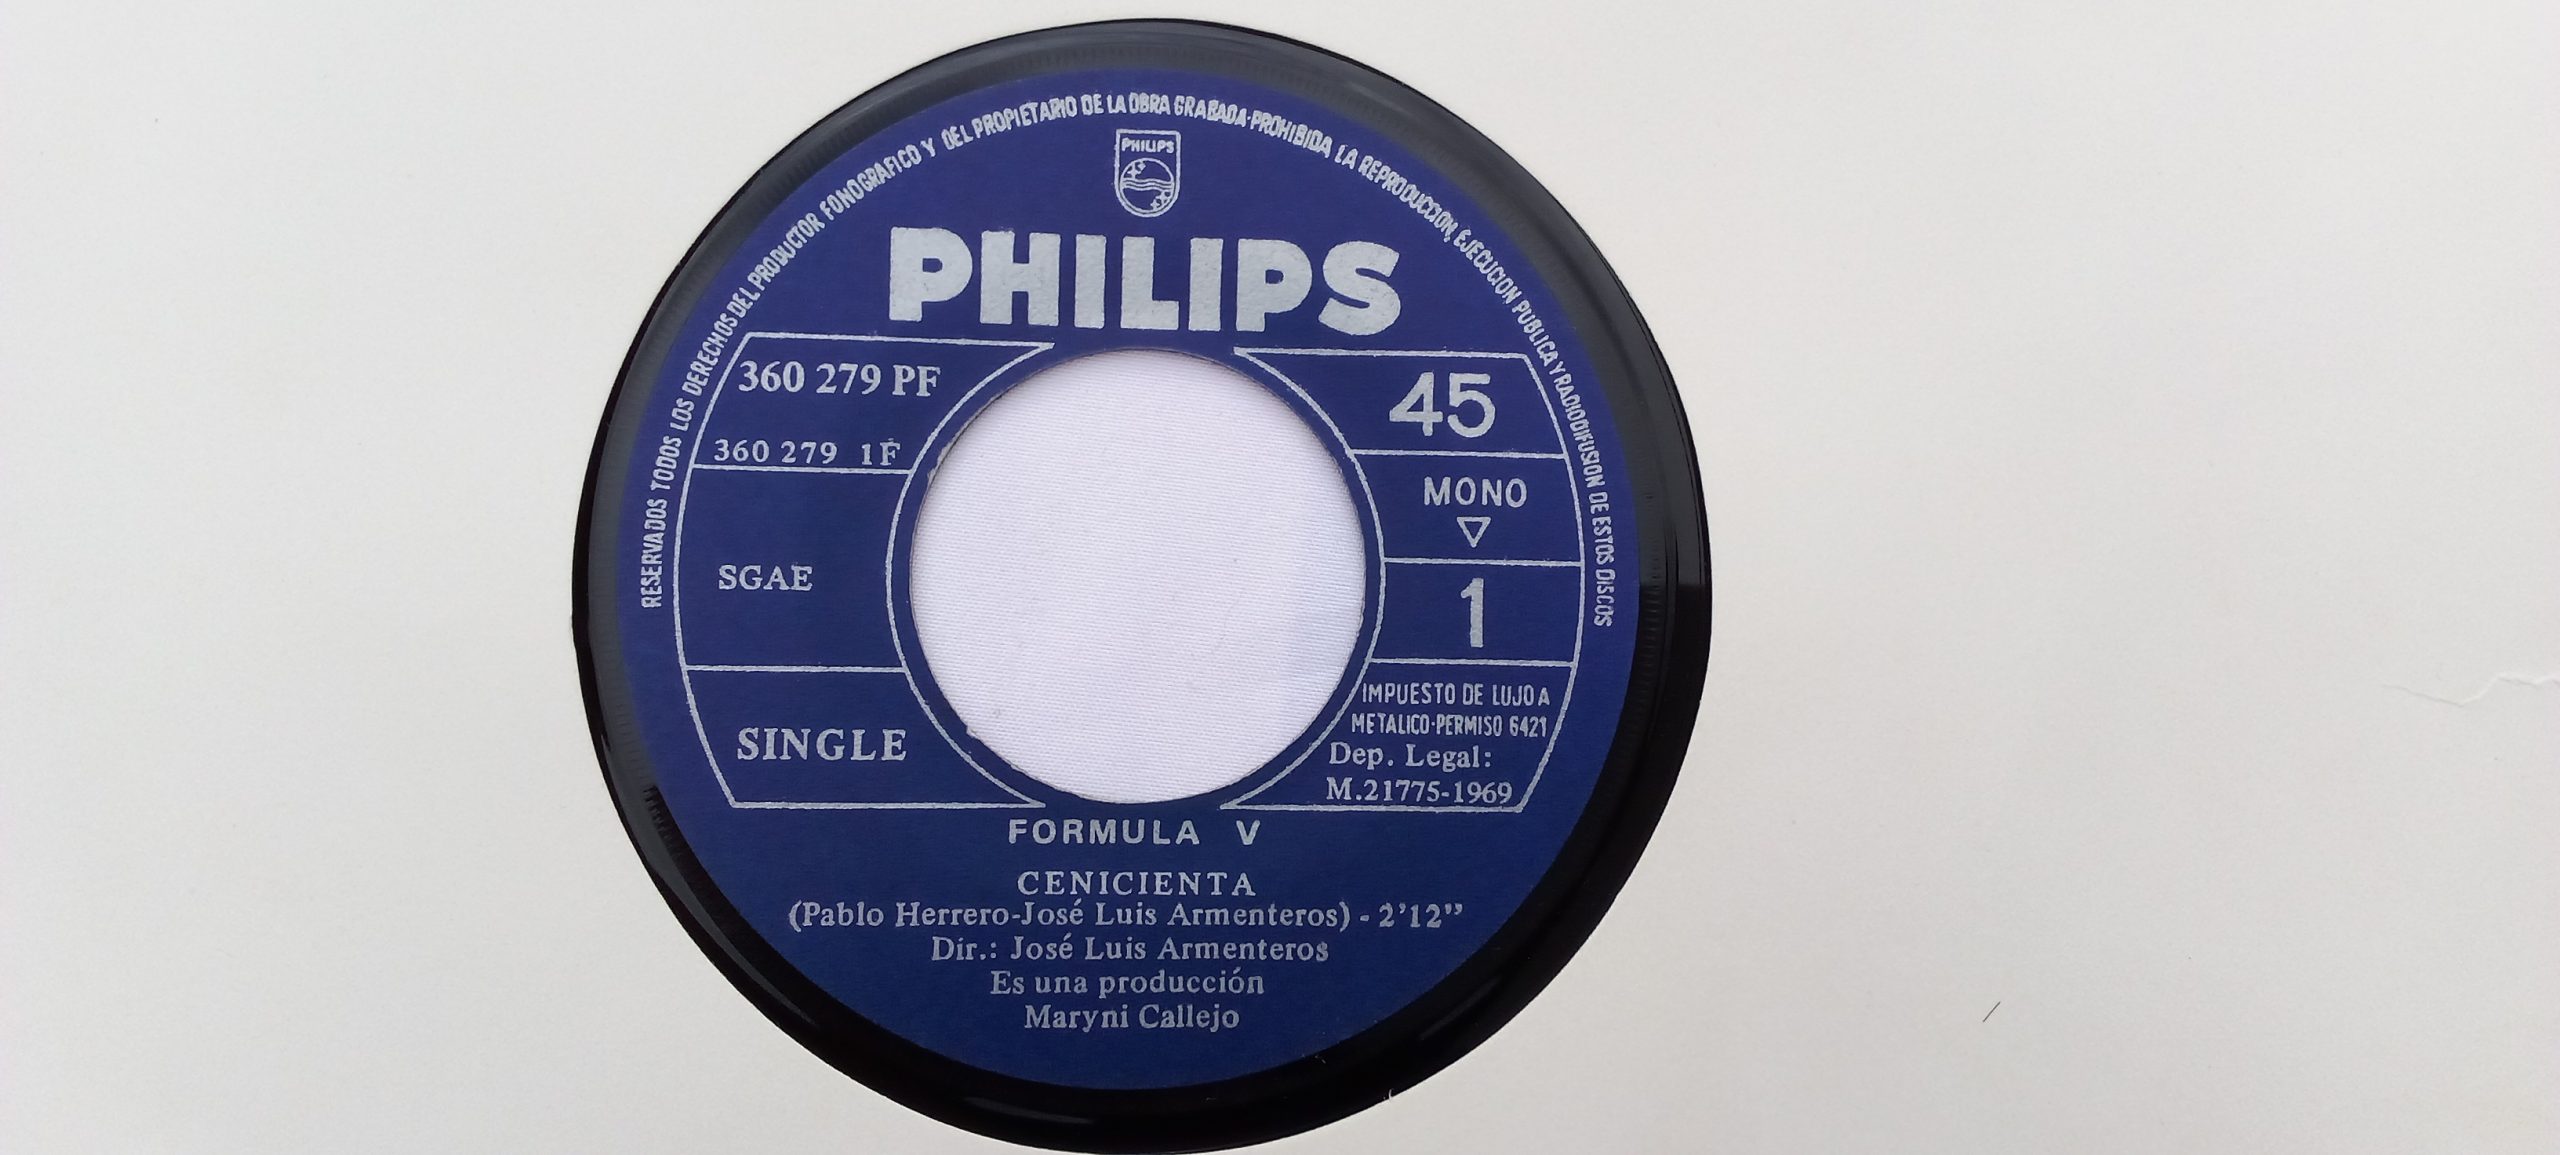 RESERVADOS TODOS LOS DERECHOS DEL PRODUCTOR FONOGRAFICO Y DEL PROPIETARIO DE LA OBRA GRABADA-PROHIBIDA LA REPRODUCCION, EJECUCION PUBLICA Y RADIODIFUSION DE ESTOS DISCOS
PHILIPS
PHILIPS
360 279 PF
360 279 1F
SGAE
SINGLE
45
MONO
1
IMPUESTO DE LUJO A
METALICO-PERMISO 6421
Dep. Legal:
M.21775-1969
FORMULA V
CENICIENTA
(Pablo Herrero-José Luis Armenteros) - 2'12"
Dir.: José Luis Armenteros
Es una producción
Maryni Callejo